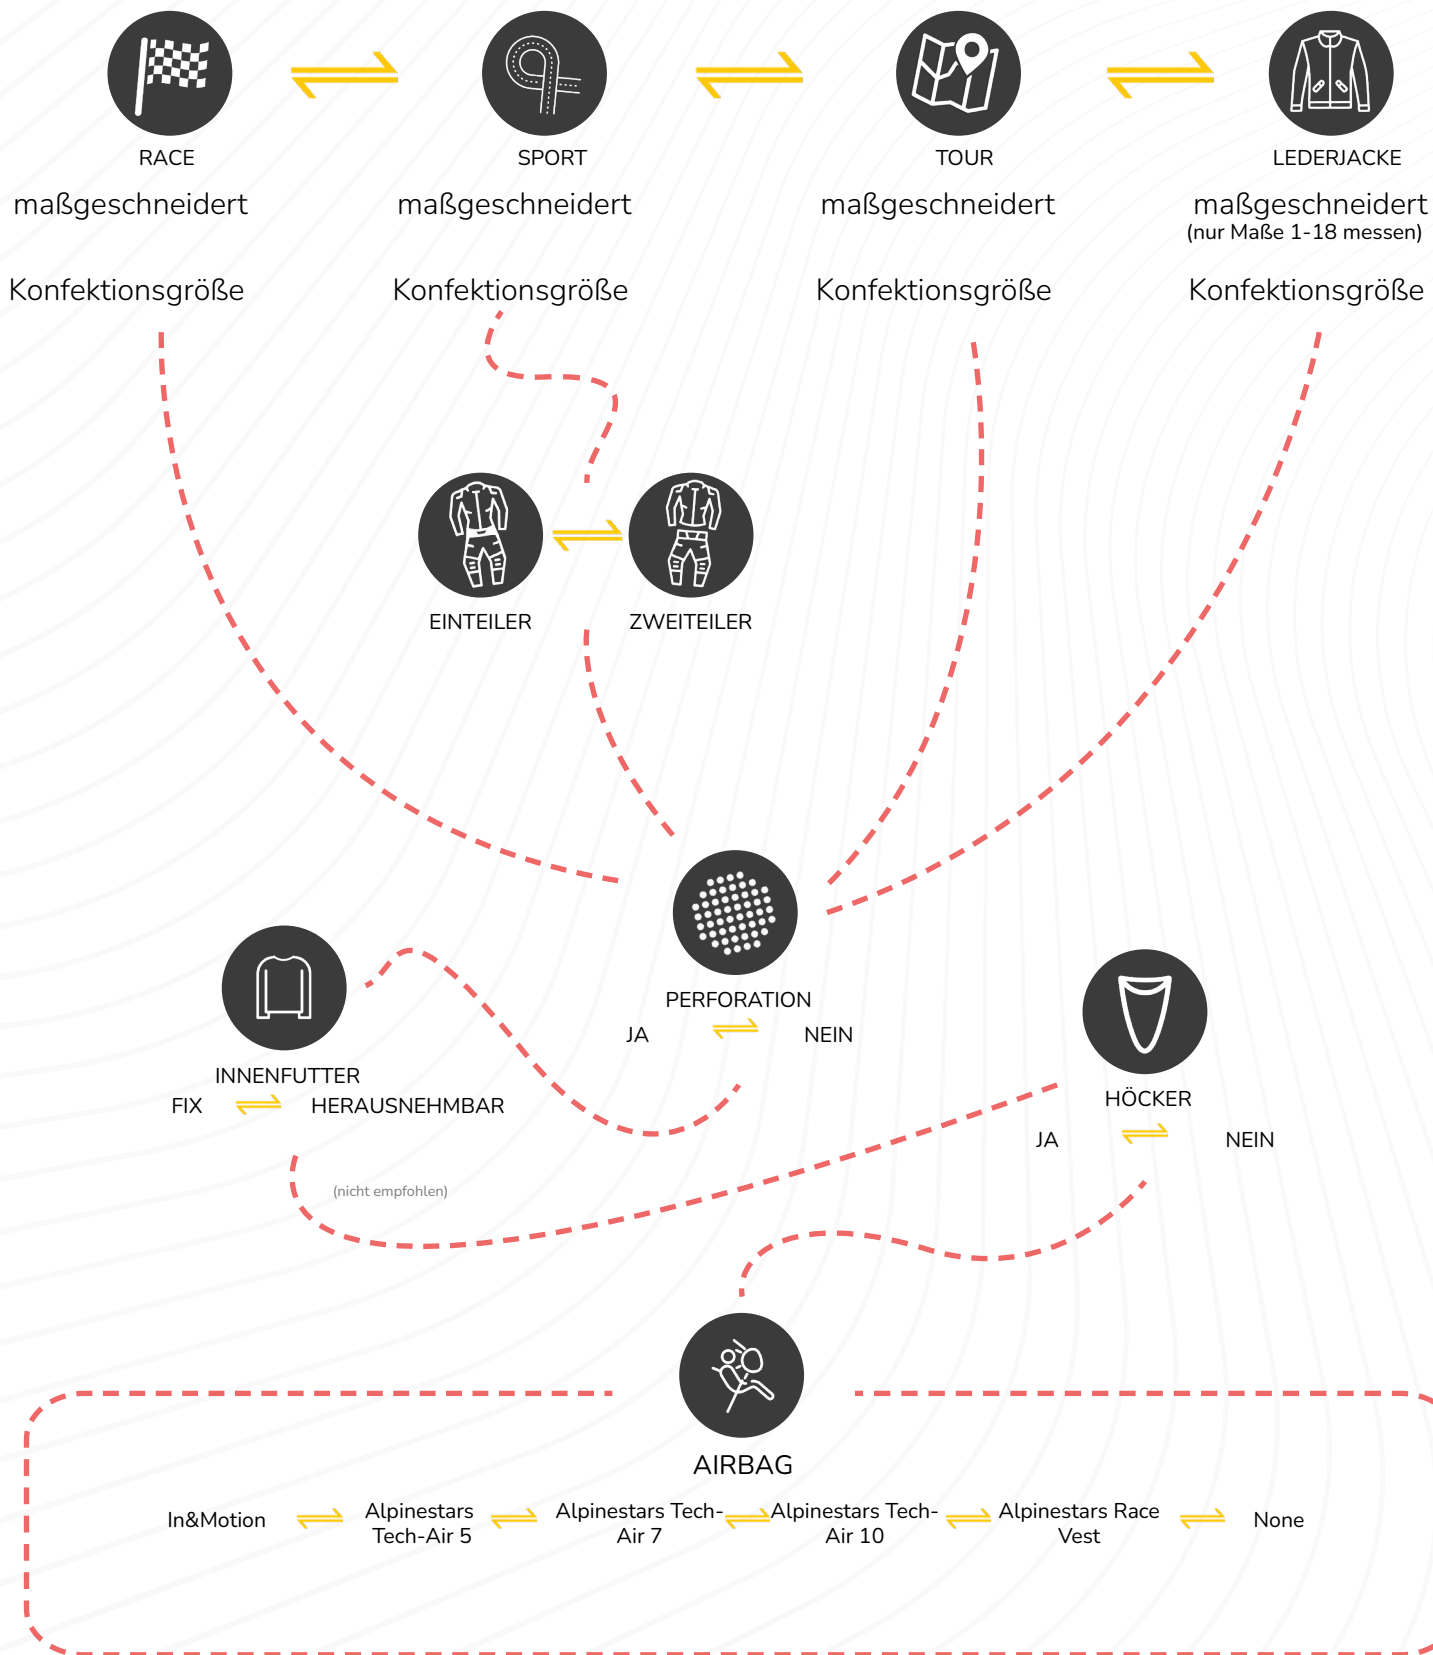 RACE
SPORT
TOUR
LEDERJACKE
maßgeschneidert
maßgeschneidert
maßgeschneidert
maßgeschneidert
(nur Maße 1-18 messen)
Konfektionsgröße
Konfektionsgröße
Konfektionsgröße
Konfektionsgröße
EINTEILER
ZWEITEILER
PERFORATION
JA
NEIN
INNENFUTTER
FIX
HERAUSNEHMBAR
(nicht empfohlen)
HÖCKER
JA
NEIN
AIRBAG
In&Motion
Alpinestars
Tech-Air 5
Alpinestars Tech-
Air 7
Alpinestars Tech-
Air 10
Alpinestars Race
Vest
None